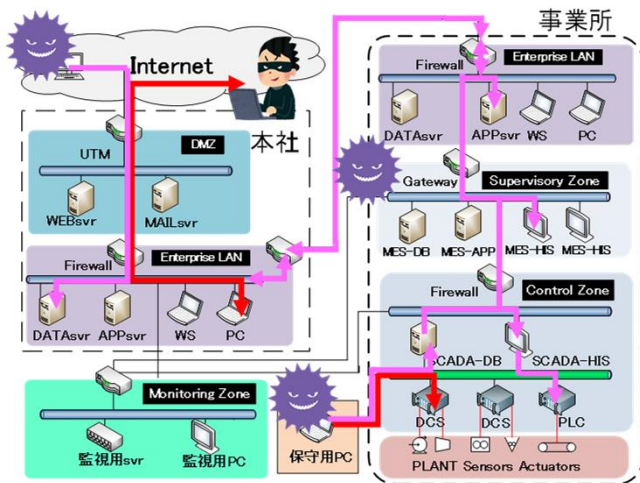 Internet
本社
UTM
DMZ
WEBsvr
MAILsvr
Firewall
Enterprise LAN
DATAsvr
APPsvr
WS
PC
Monitoring Zone
監視用svr
監視用PC
保守用PC
事業所
Firewall
Enterprise LAN
DATAsvr
APPsvr
WS
PC
Gateway
Supervisory Zone
MES-DB
MES-APP
MES-HIS
MES-HIS
Firewall
Control Zone
SCADA-DB
SCADA-HIS
DCS
DCS
PLC
PLANT Sensors Actuators